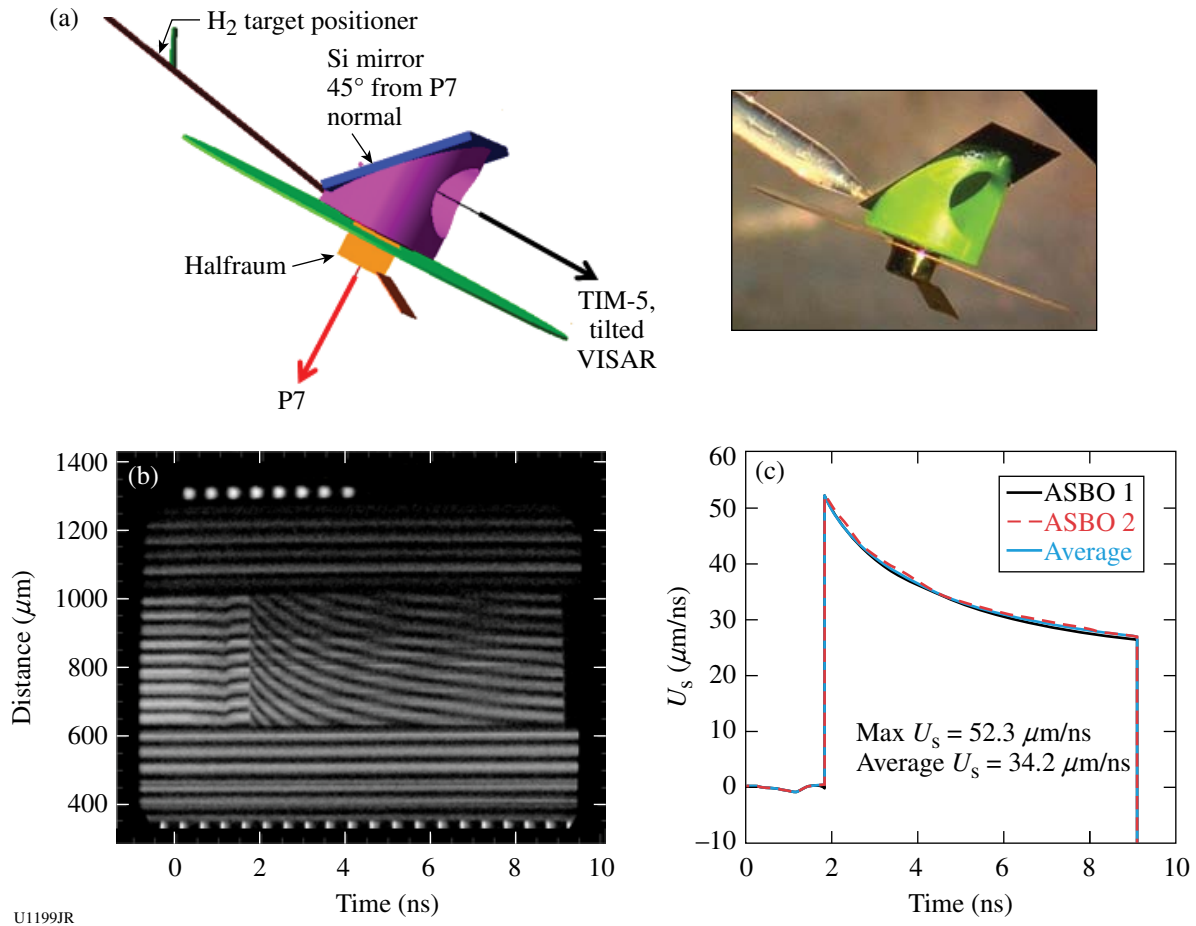 (a)
H2 target positioner
Si mirror
45° from P7
normal
Halfraum
TIM-5,
tilted
VISAR
P7
(b)
1400
1200
1000
800
600
400
Distance (μm)
0 2 4 6 8 10
Time (ns)
(c)
60
50
40
30
20
10
0
–10
Us (μm/ns)
ASBO 1
ASBO 2
Average
Max Us = 52.3 μm/ns
Average Us = 34.2 μm/ns
0 2 4 6 8 10
Time (ns)
U1199JR